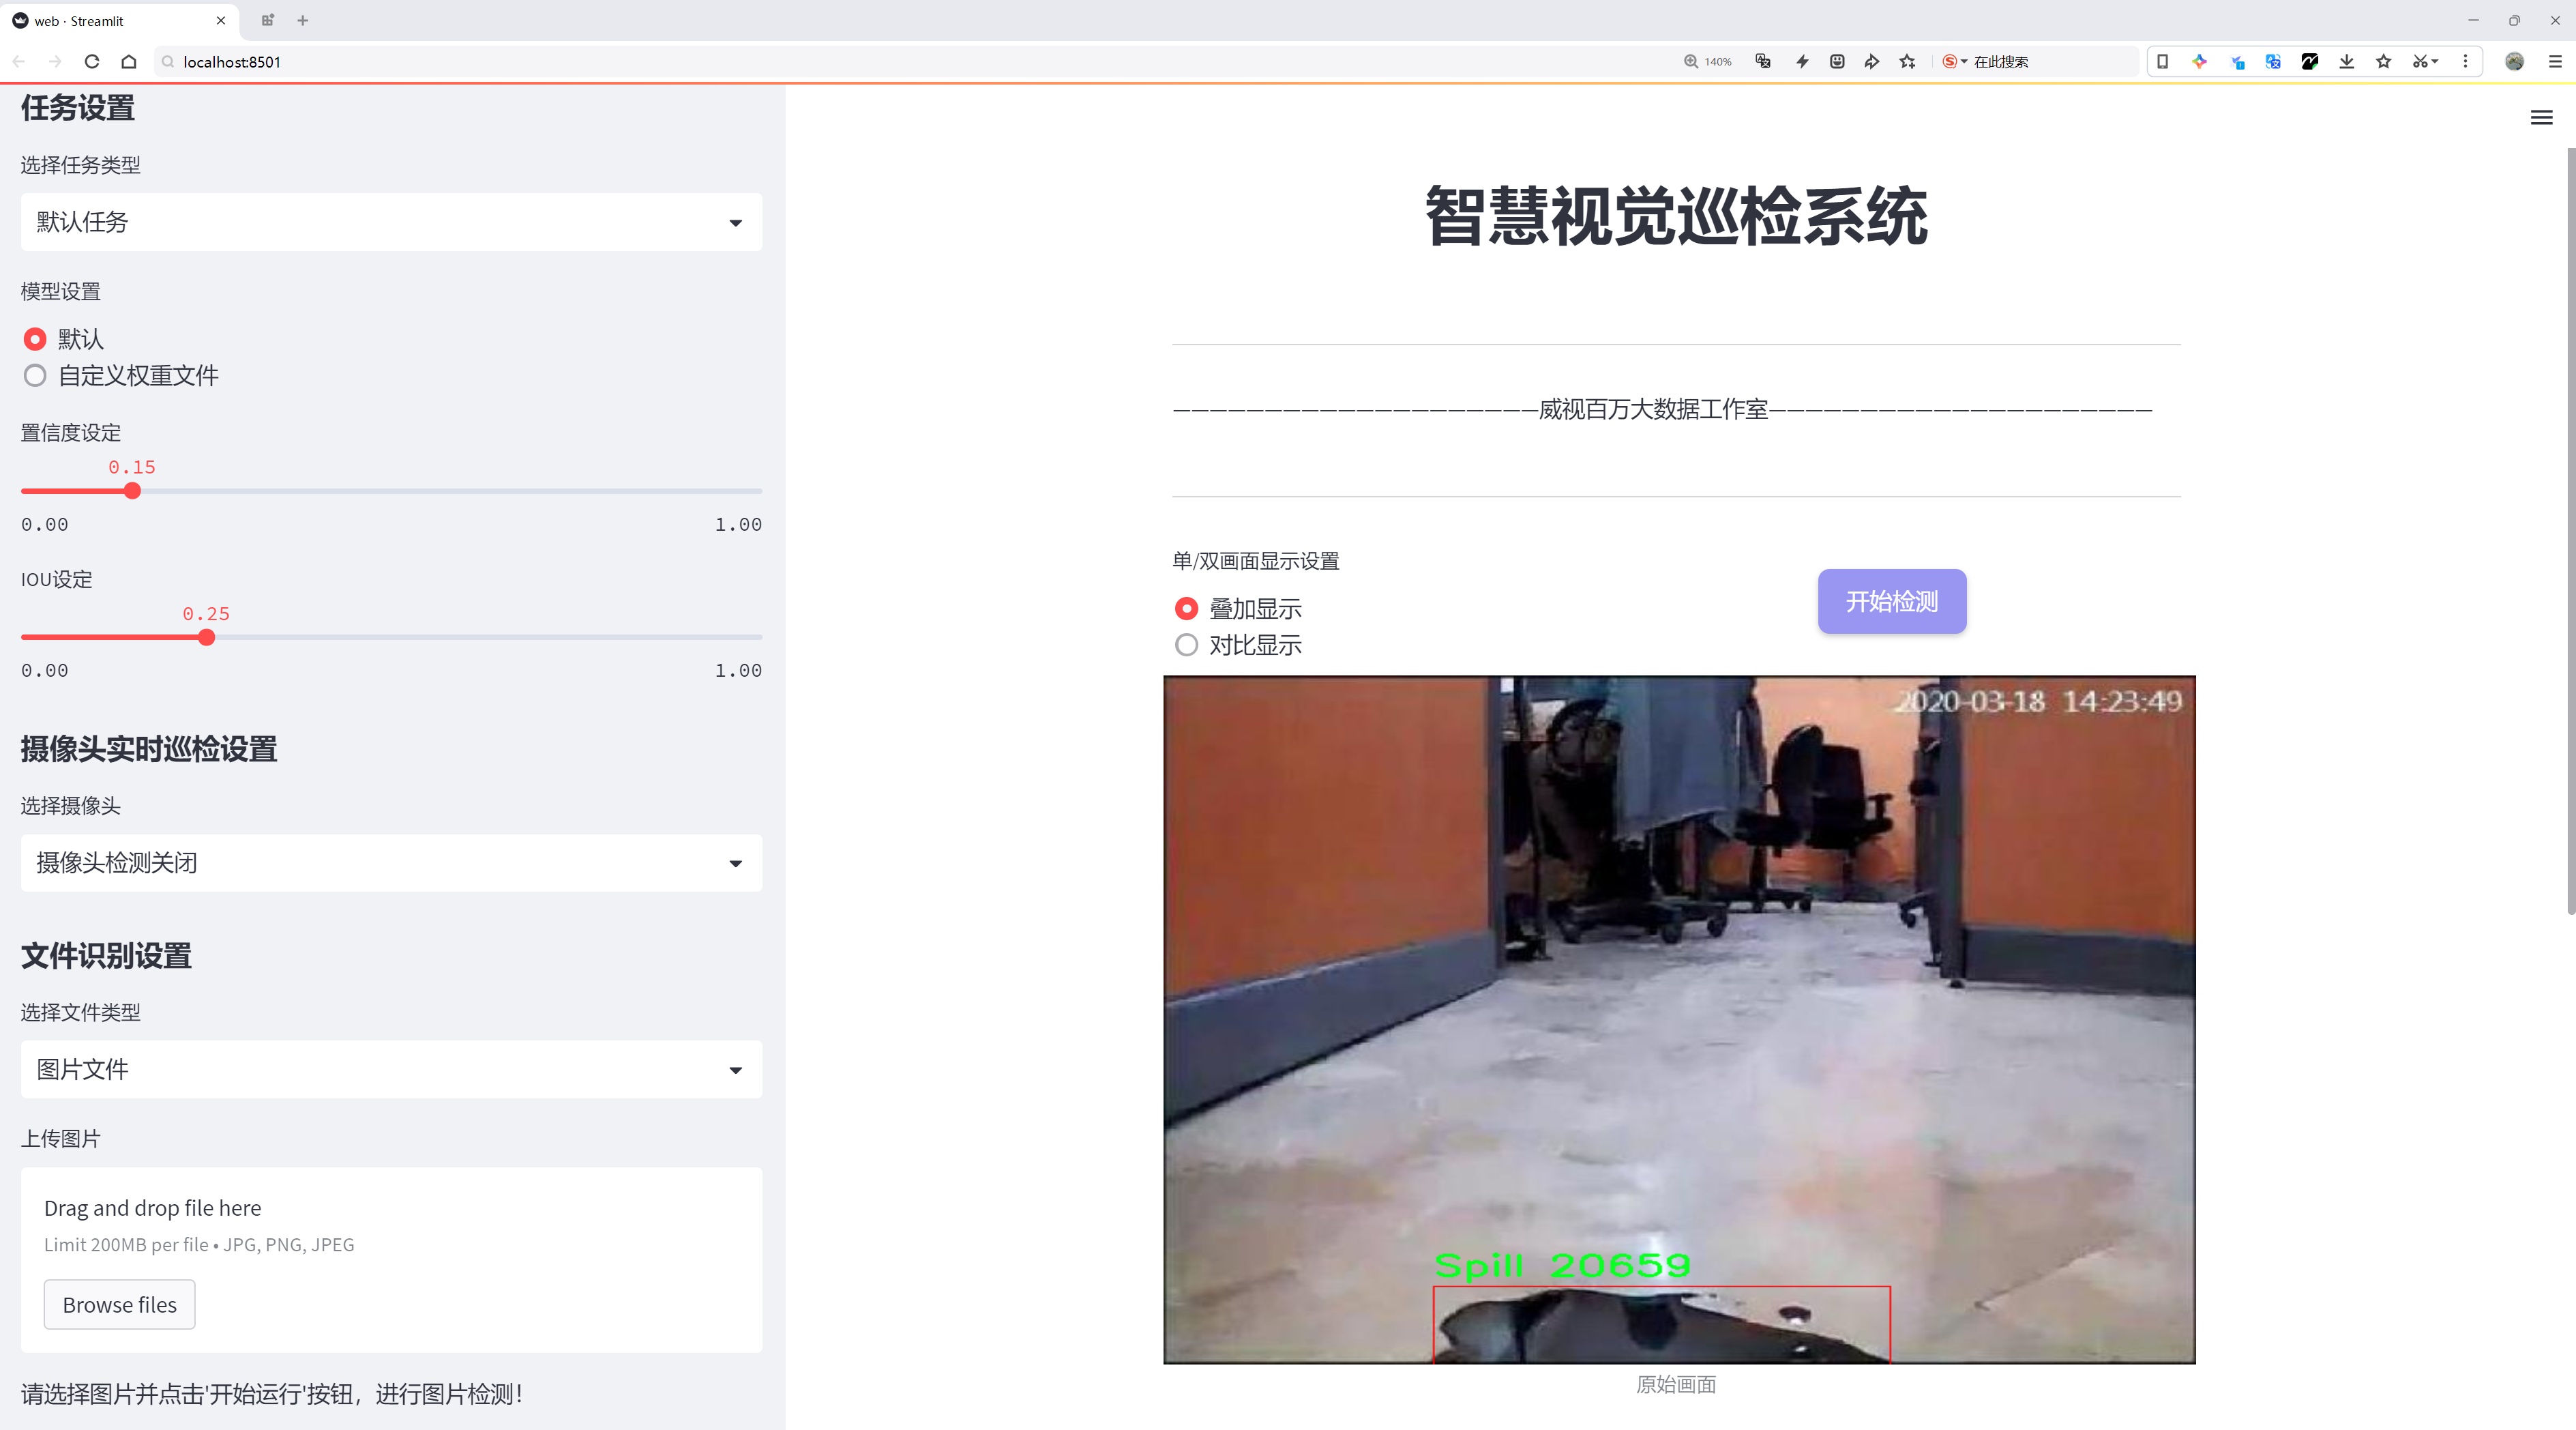 web · Streamlit
localhost:8501
140%
在此搜索
任务设置
选择任务类型
默认任务
模型设置
默认
自定义权重文件
置信度设定
0.15
0.00
1.00
IOU设定
0.25
0.00
1.00
摄像头实时巡检设置
选择摄像头
摄像头检测关闭
文件识别设置
选择文件类型
图片文件
上传图片
Drag and drop file here
Limit 200MB per file • JPG, PNG, JPEG
Browse files
请选择图片并点击'开始运行'按钮，进行图片检测！
智慧视觉巡检系统
————————————————————威视百万大数据工作室—————————————————————
单/双画面显示设置
叠加显示
对比显示
开始检测
2020-03-18 14:23:49
Spill 20659
原始画面